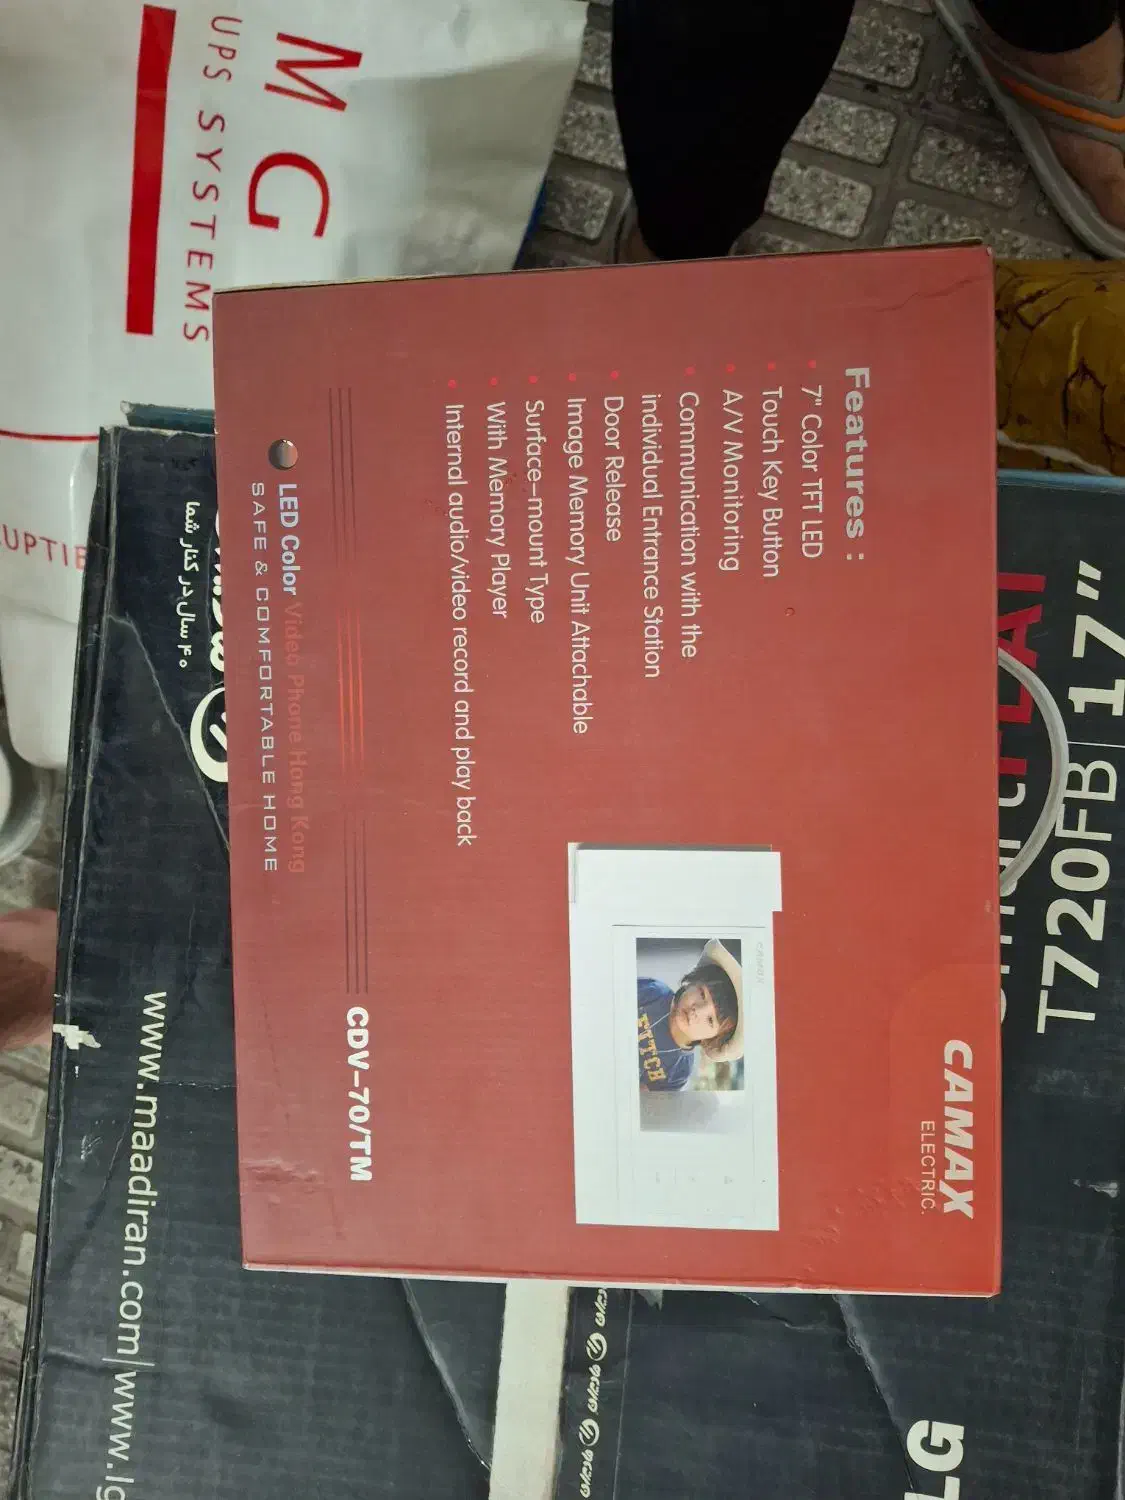 CAMAX
ELECTRIC.
Features :
7" Color TFT LED
Touch Key Button
A/V Monitoring
Communication with the
individual Entrance Station
Door Release
Image Memory Unit Attachable
Surface-mount Type
With Memory Player
Internal audio/video record and play back
CDV-70/TM
LED Color Video Phone Hong Kong
SAFE & COMFORTABLE HOME
MG
UPS SYSTEMS
T720FB|17"
FLAT
۴۰ سال در کنار شما
www.maadiran.com/www.lg